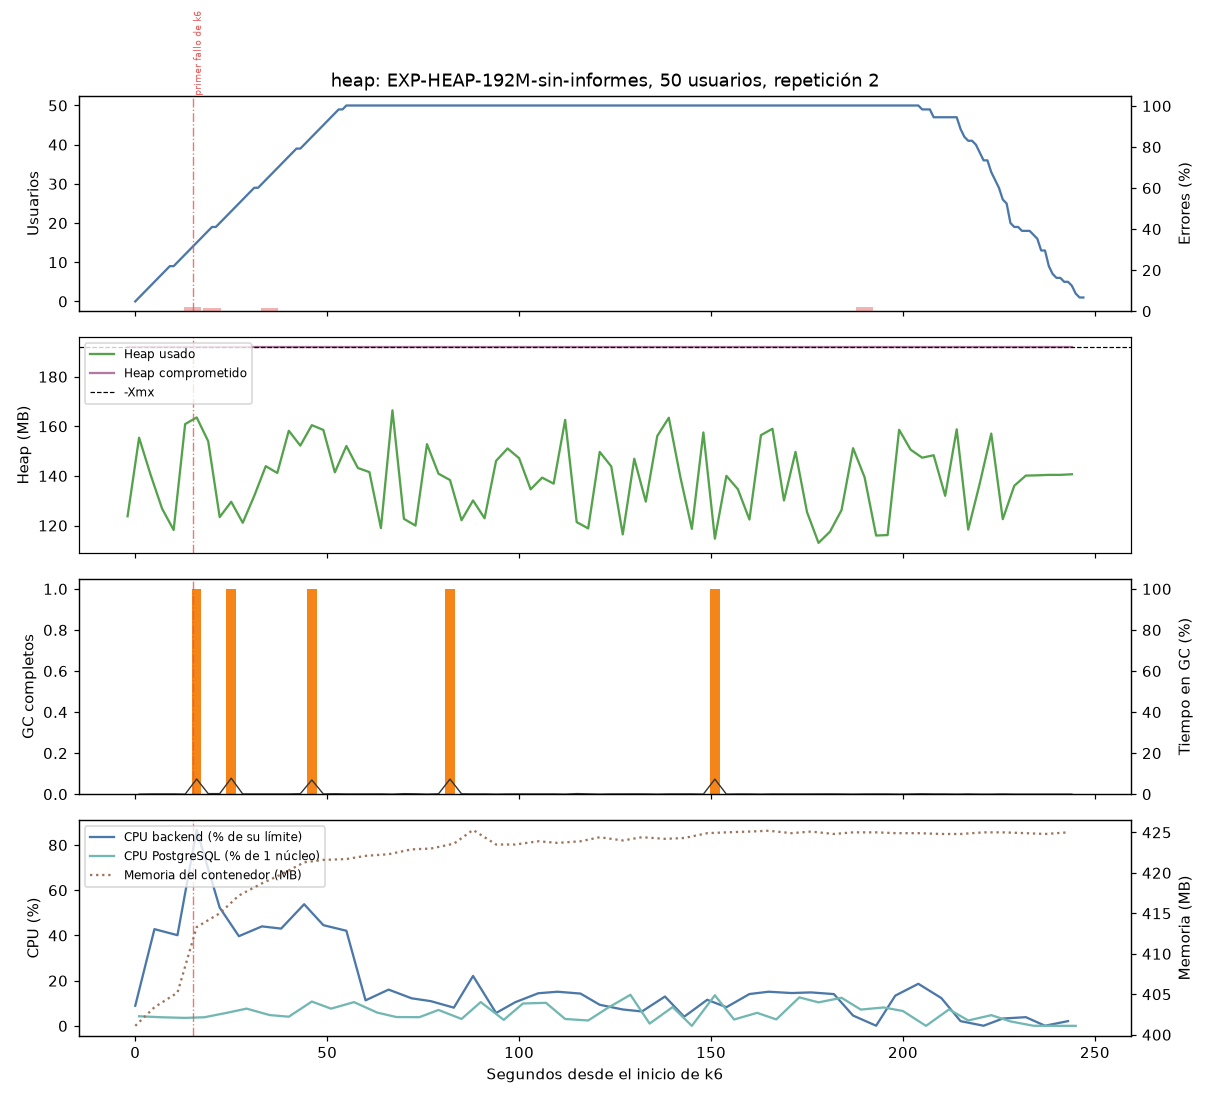 primer fallo de k6
heap: EXP-HEAP-192M-sin-informes, 50 usuarios, repetición 2
Usuarios
50
40
30
20
10
0
100
80
60
40
20
0
Errores (%)
Heap (MB)
180
160
140
120
Heap usado
Heap comprometido
-Xmx
GC completos
1.0
0.8
0.6
0.4
0.2
0.0
100
80
60
40
20
0
Tiempo en GC (%)
CPU (%)
80
60
40
20
0
CPU backend (% de su límite)
CPU PostgreSQL (% de 1 núcleo)
Memoria del contenedor (MB)
425
420
415
410
405
400
Memoria (MB)
0 50 100 150 200 250
Segundos desde el inicio de k6